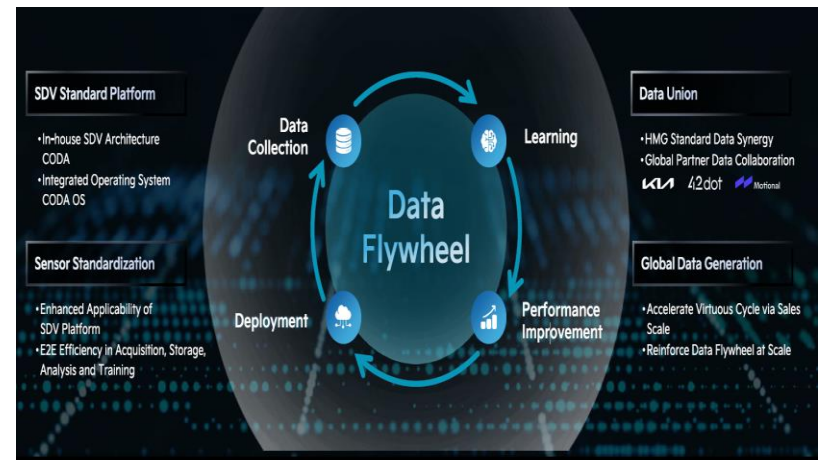 SDV Standard Platform
•In-house SDV Architecture
CODA
•Integrated Operating System
CODA OS
Sensor Standardization
•Enhanced Applicability of
SDV Platform
•E2E Efficiency in Acquisition, Storage,
Analysis and Training
Data
Collection
Learning
Data
Flywheel
Deployment
Performance
Improvement
Data Union
•HMG Standard Data Synergy
•Global Partner Data Collaboration
KIA 42dot Motional
Global Data Generation
•Accelerate Virtuous Cycle via Sales
Scale
•Reinforce Data Flywheel at Scale